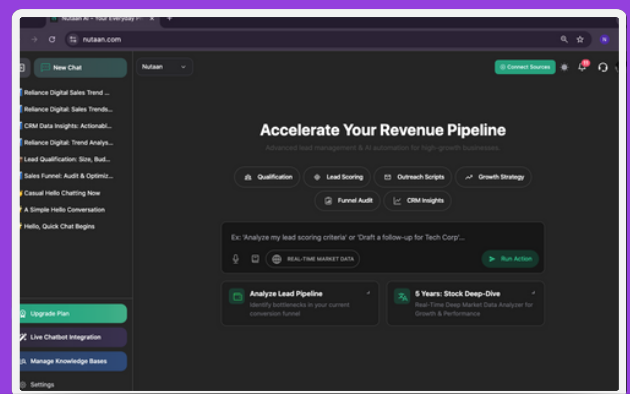 Nutaan AI - Your Everyday
nutaan.com
New Chat
Nutaan
Connect Sources
11
N
Reliance Digital Sales Trend ...
Reliance Digital: Sales Trends...
CRM Data Insights: Actionabl...
Reliance Digital: Trend Analys...
Lead Qualification: Size, Bud...
Sales Funnel: Audit & Optimiz...
Casual Hello Chatting Now
A Simple Hello Conversation
Hello, Quick Chat Begins
Accelerate Your Revenue Pipeline
Advanced lead management & AI automation for high-growth businesses.
Qualification
Lead Scoring
Outreach Scripts
Growth Strategy
Funnel Audit
CRM Insights
Ex: 'Analyze my lead scoring criteria' or 'Draft a follow-up for Tech Corp'...
REAL-TIME MARKET DATA
Run Action
Analyze Lead Pipeline
Identify bottlenecks in your current
conversion funnel
5 Years: Stock Deep-Dive
Real-Time Deep Market Data Analyzer for
Growth & Performance
Upgrade Plan
Live Chatbot Integration
Manage Knowledge Bases
Settings